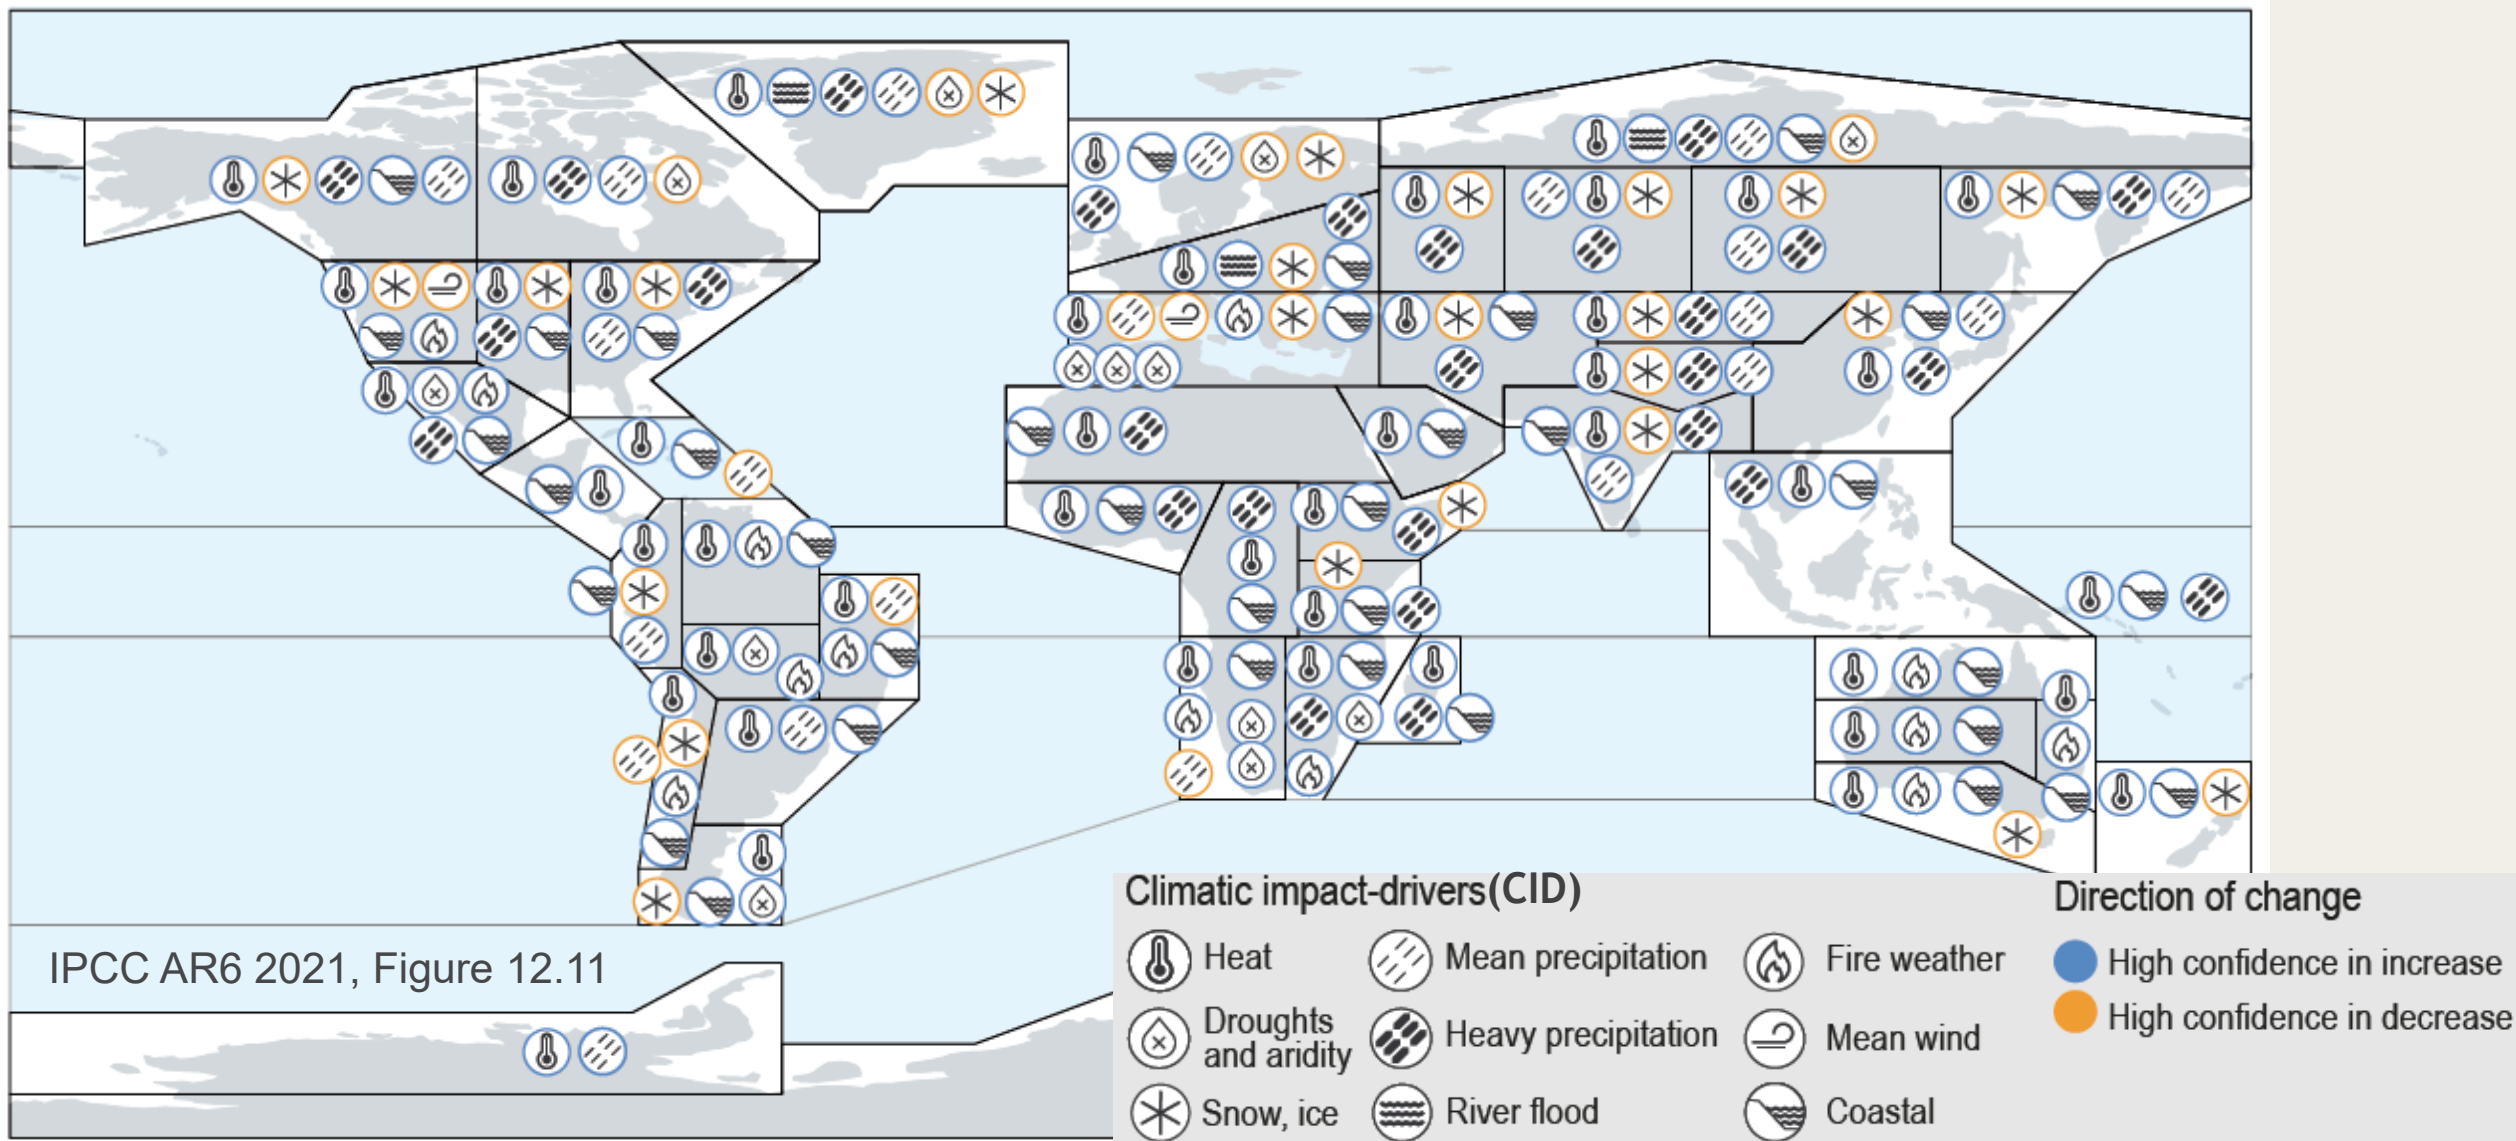 IPCC AR6 2021, Figure 12.11
Climatic impact-drivers(CID)
Heat
Mean precipitation
Fire weather
Droughts
and aridity
Heavy precipitation
Mean wind
Snow, ice
River flood
Coastal
Direction of change
High confidence in increase
High confidence in decrease